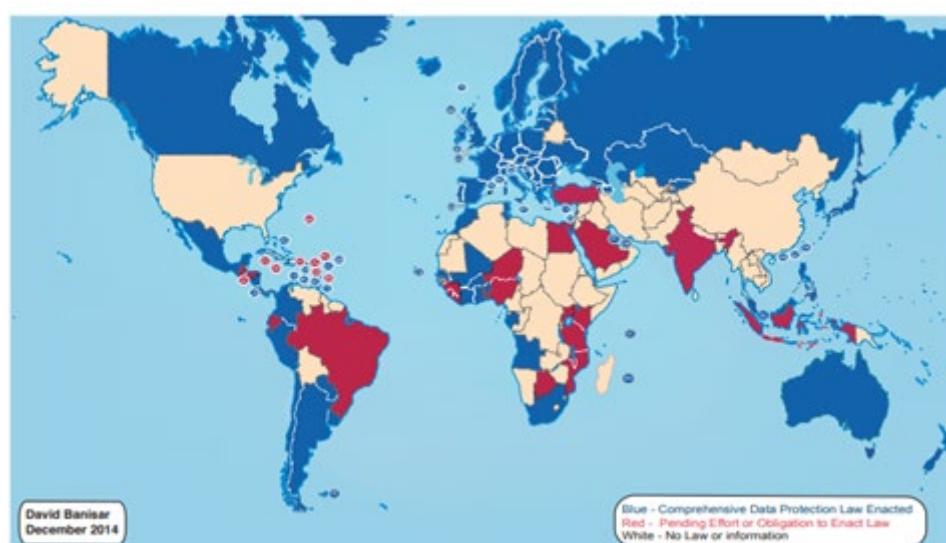 David Banisar
December 2014
Blue - Comprehensive Data Protection Law Enacted
Red - Pending Effort or Obligation to Enact Law
White - No Law or information